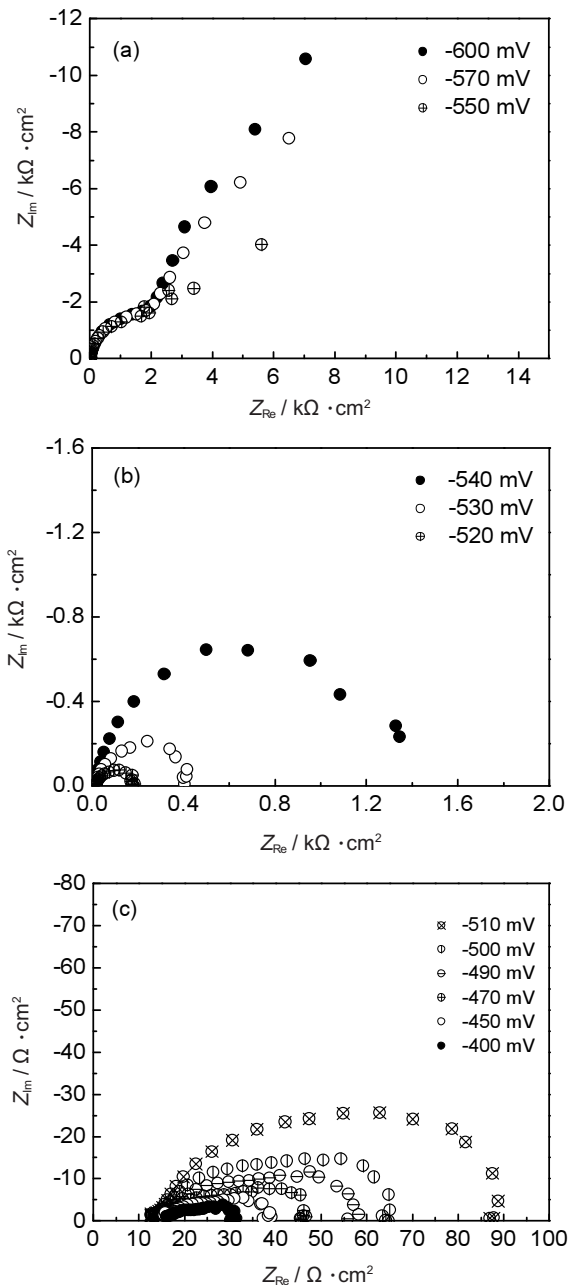 -12
(a)
-600 mV
-10
-570 mV
-550 mV
-8
Z_Im / kΩ·cm²
-6
-4
-2
0
0 2 4 6 8 10 12 14
Z_Re / kΩ·cm²
-1.6
(b)
-540 mV
-530 mV
-520 mV
-1.2
Z_Im / kΩ·cm²
-0.8
-0.4
0.0
0.0 0.4 0.8 1.2 1.6 2.0
Z_Re / kΩ·cm²
-80
(c)
-510 mV
-70
-500 mV
-60
-490 mV
-470 mV
-50
-450 mV
-400 mV
Z_Im / Ω·cm²
-40
-30
-20
-10
0
0 10 20 30 40 50 60 70 80 90 100
Z_Re / Ω·cm²